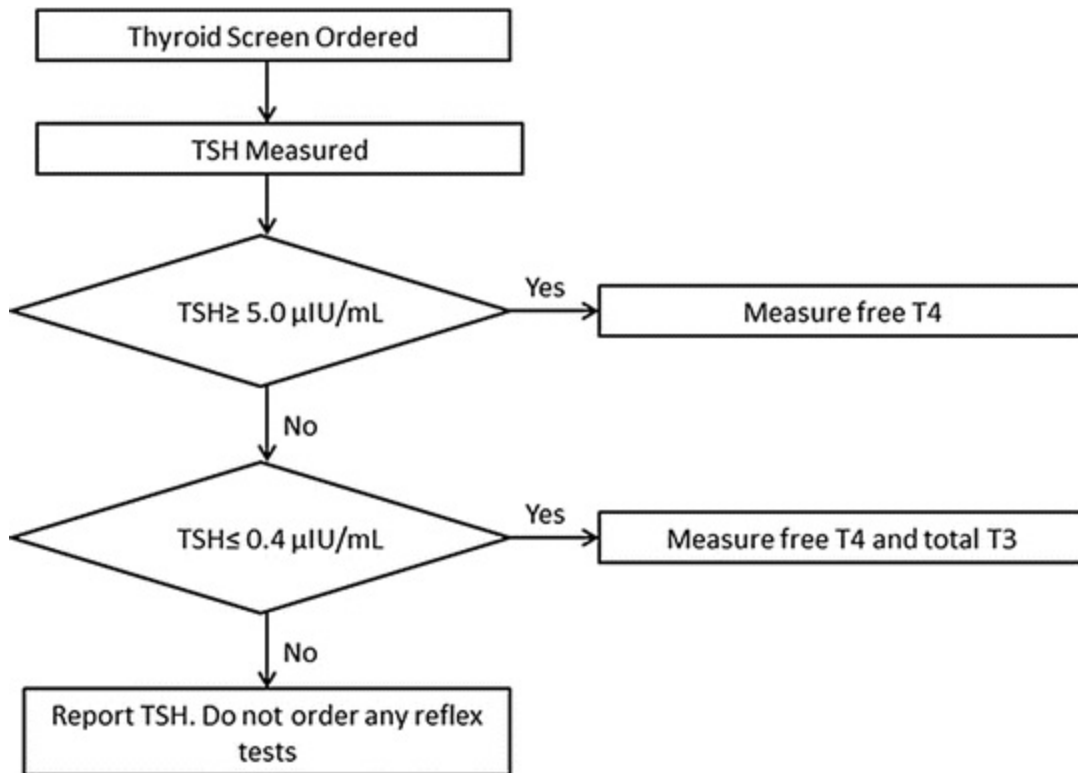 Thyroid Screen Ordered
TSH Measured
TSH≥ 5.0 μIU/mL
Yes
Measure free T4
No
TSH≤ 0.4 μIU/mL
Yes
Measure free T4 and total T3
No
Report TSH. Do not order any reflex
tests